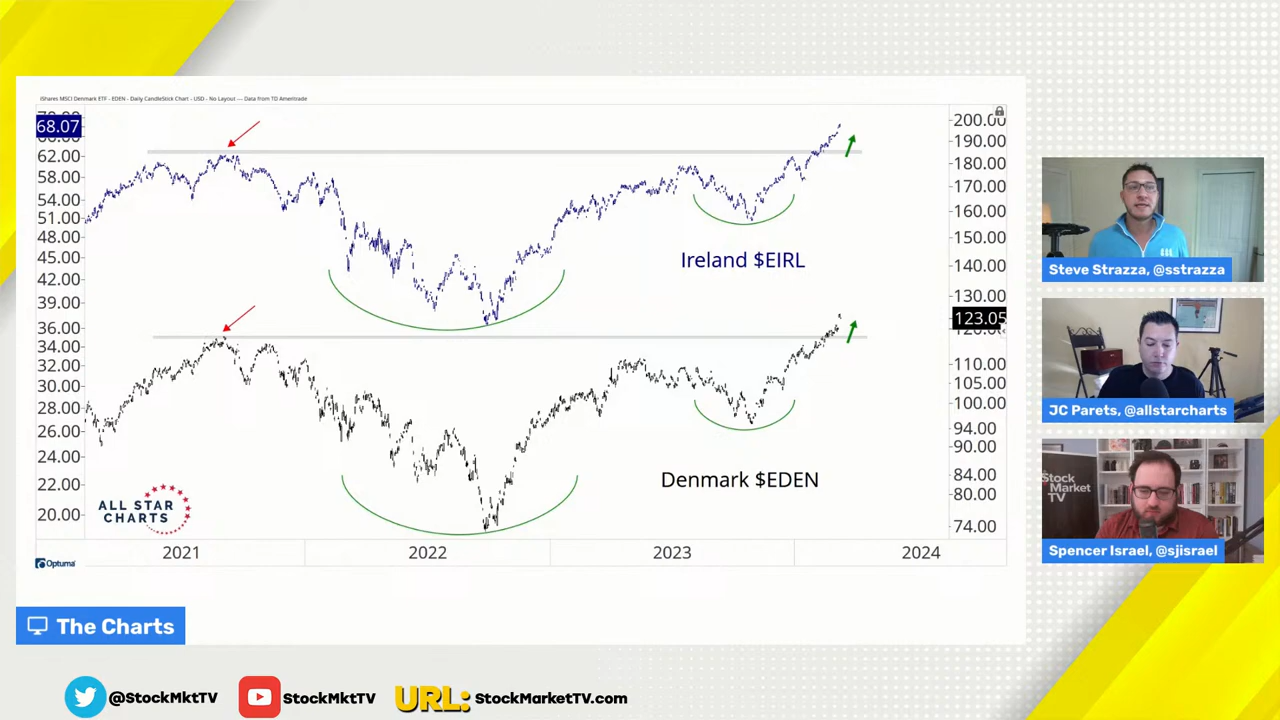 iShares MSCI Denmark ETF - EDEN - Daily CandleStick Chart - USD - No Layout --- Data from TD Ameritrade
68.07
62.00
58.00
54.00
51.00
48.00
45.00
42.00
39.00
36.00
34.00
32.00
30.00
28.00
26.00
24.00
22.00
20.00
200.00
190.00
180.00
170.00
160.00
150.00
140.00
130.00
123.05
110.00
105.00
100.00
94.00
90.00
84.00
80.00
74.00
Ireland $EIRL
Denmark $EDEN
ALL STAR
CHARTS
2021
2022
2023
2024
Optuma
The Charts
Steve Strazza, @sstrazza
JC Parets, @allstarcharts
Stock
Market
TV
Spencer Israel, @sjisrael
@StockMktTV
StockMktTV
URL: StockMarketTV.com